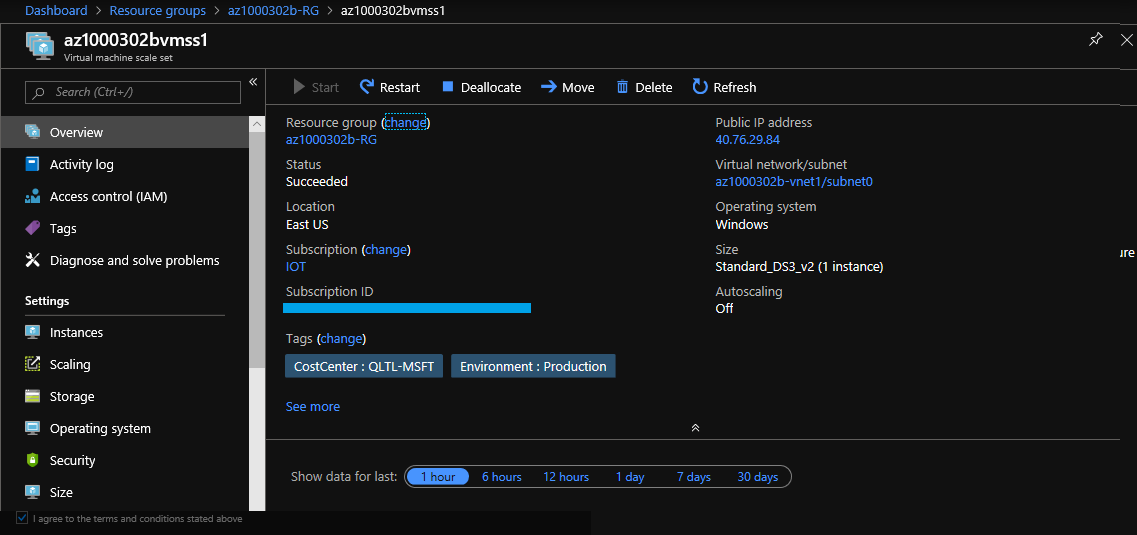 Dashboard > Resource groups > az1000302b-RG > az1000302bvmss1
az1000302bvmss1
Virtual machine scale set
Search (Ctrl+/)
«
Overview
Activity log
Access control (IAM)
Tags
Diagnose and solve problems
Settings
Instances
Scaling
Storage
Operating system
Security
Size
Start Restart Deallocate Move Delete Refresh
Resource group (change)
az1000302b-RG
Status
Succeeded
Location
East US
Subscription (change)
IOT
Subscription ID
Public IP address
40.76.29.84
Virtual network/subnet
az1000302b-vnet1/subnet0
Operating system
Windows
Size
Standard_DS3_v2 (1 instance)
Autoscaling
Off
Tags (change)
CostCenter : QLTL-MSFT Environment : Production
See more
Show data for last: 1 hour 6 hours 12 hours 1 day 7 days 30 days
ure
I agree to the terms and conditions stated above